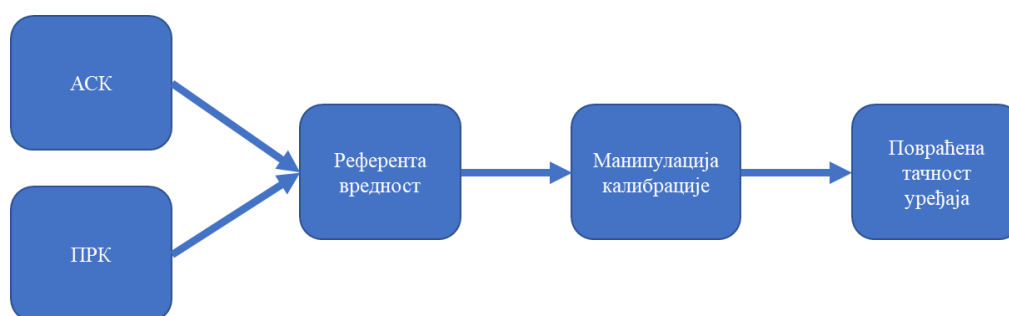 АСК
ПРК
Референта
вредност
Манипулација
калибрације
Повраћена
тачност
уређаја